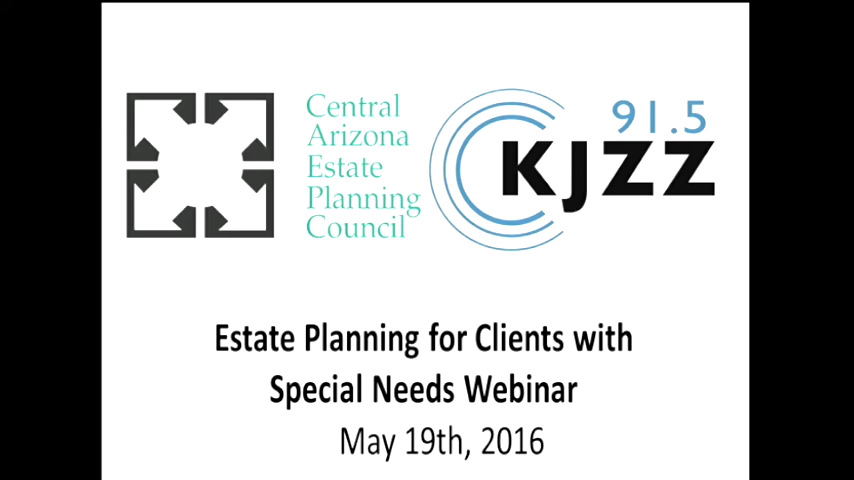 Central
Arizona
Estate
Planning
Council
91.5
KJZZ
Estate Planning for Clients with
Special Needs Webinar
May 19th, 2016